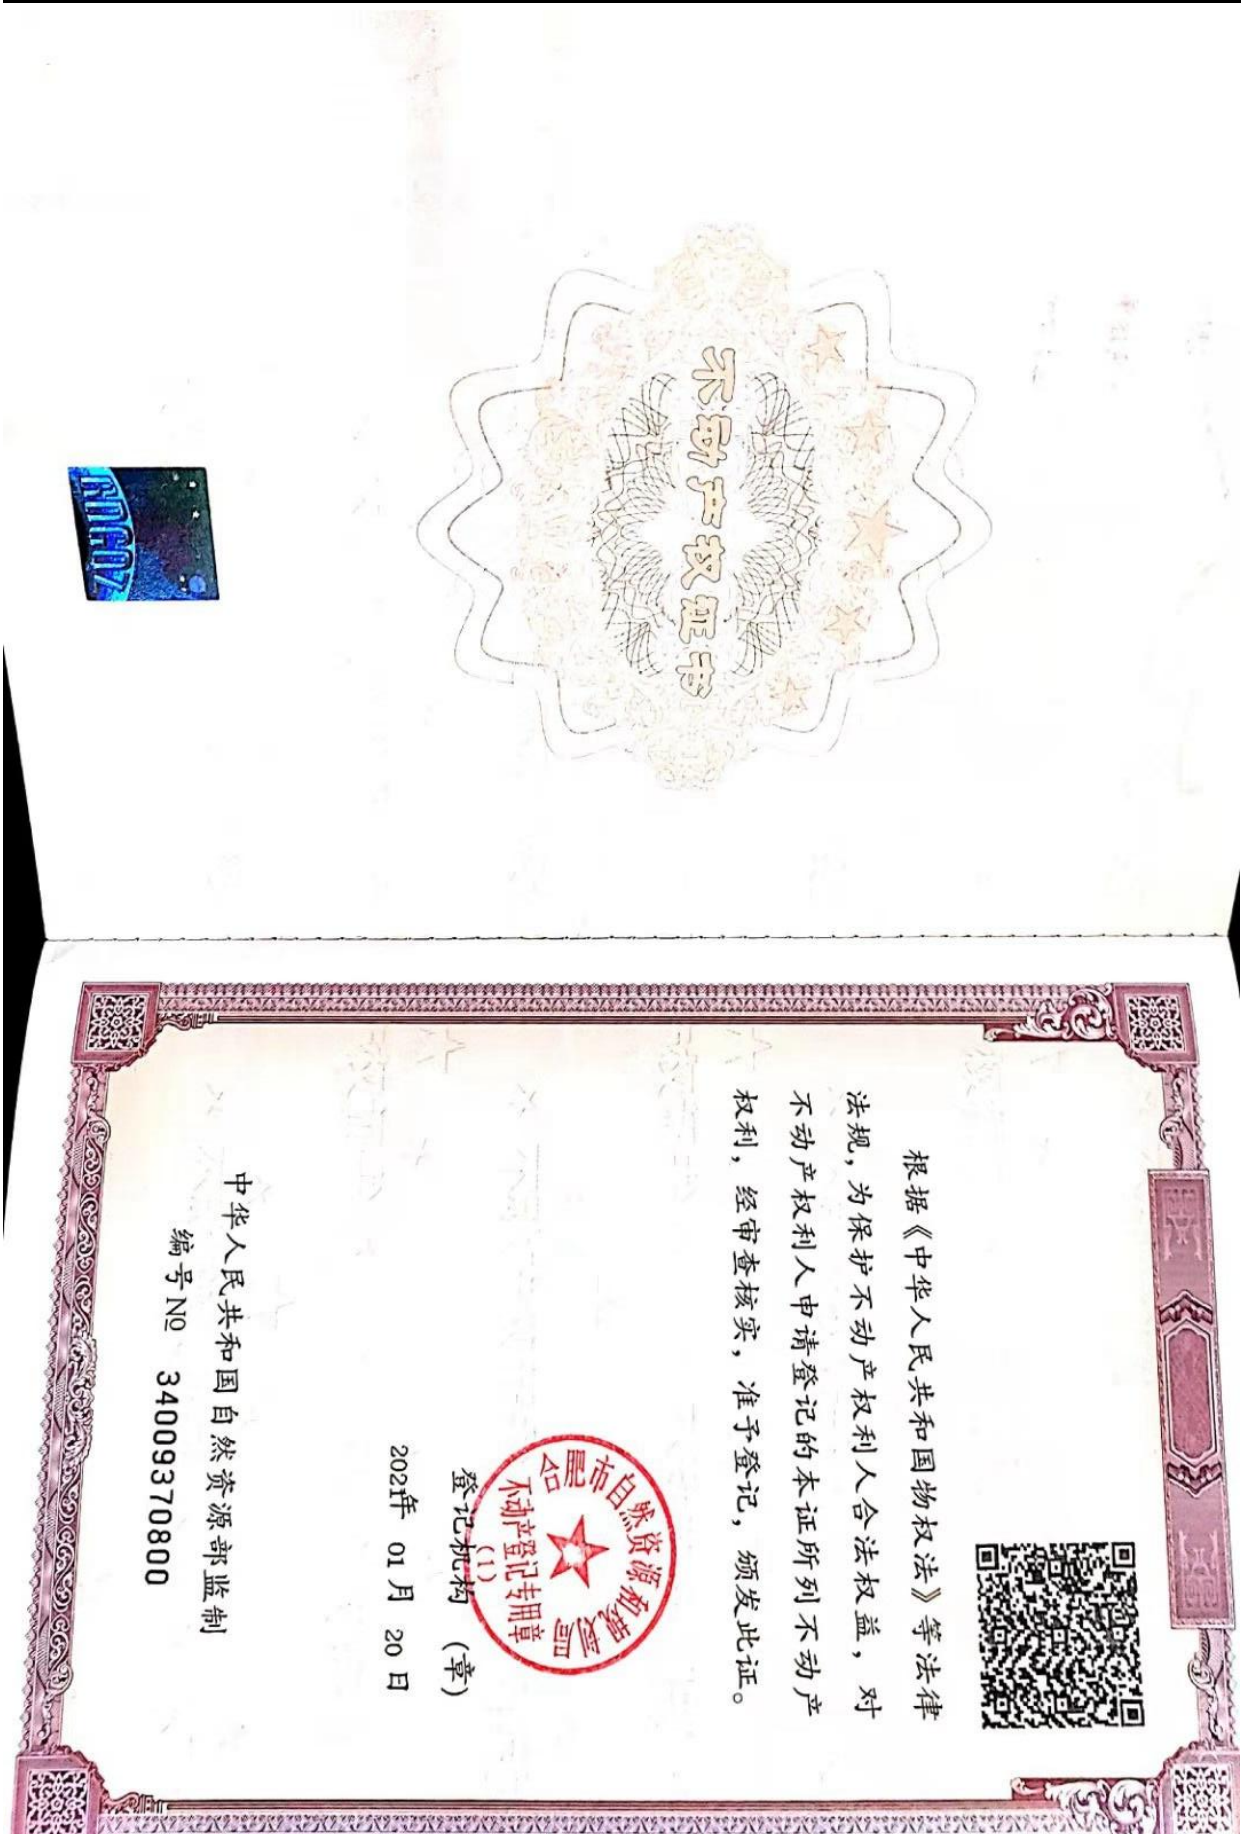 不动产权证书
根据《中华人民共和国物权法》等法律
法规，为保护不动产权利人合法权益，对
不动产权利人申请登记的本证所列不动产
权利，经审查核实，准予登记，颁发此证。
合肥市自然资源和规划局
不动产登记专用章
(1)
登记机构（章）
2021年 01月 20日
中华人民共和国自然资源部监制
编号№ 34009370800